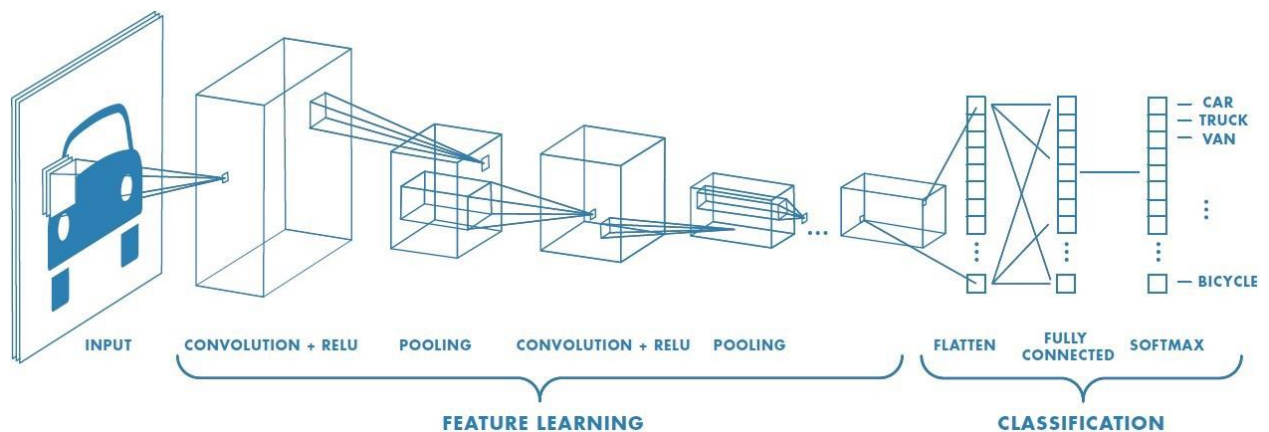 CAR
TRUCK
VAN
BICYCLE
INPUT
CONVOLUTION + RELU
POOLING
CONVOLUTION + RELU
POOLING
FLATTEN
FULLY
CONNECTED
SOFTMAX
FEATURE LEARNING
CLASSIFICATION